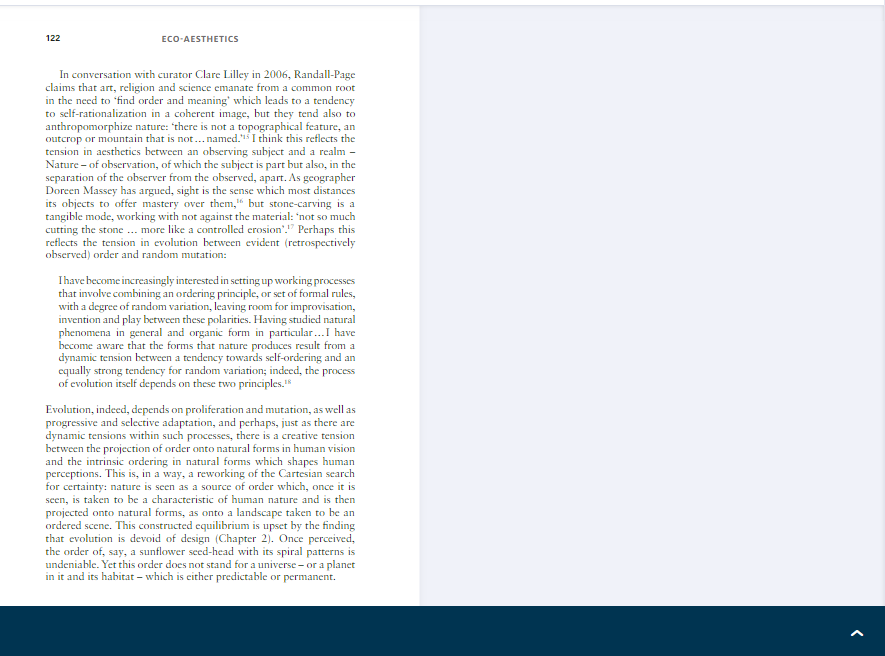 122
ECO-AESTHETICS
In conversation with curator Clare Lilley in 2006, Randall-Page
claims that art, religion and science emanate from a common root
in the need to ‘find order and meaning’ which leads to a tendency
to self-rationalization in a coherent image, but they tend also to
anthropomorphize nature: ‘there is not a topographical feature, an
outcrop or mountain that is not … named.’15 I think this reflects the
tension in aesthetics between an observing subject and a realm –
Nature – of observation, of which the subject is part but also, in the
separation of the observer from the observed, apart. As geographer
Doreen Massey has argued, sight is the sense which most distances
its objects to offer mastery over them,16 but stone-carving is a
tangible mode, working with not against the material: ‘not so much
cutting the stone … more like a controlled erosion’.17 Perhaps this
reflects the tension in evolution between evident (retrospectively
observed) order and random mutation:
I have become increasingly interested in setting up working processes
that involve combining an ordering principle, or set of formal rules,
with a degree of random variation, leaving room for improvisation,
invention and play between these polarities. Having studied natural
phenomena in general and organic form in particular … I have
become aware that the forms that nature produces result from a
dynamic tension between a tendency towards self-ordering and an
equally strong tendency for random variation; indeed, the process
of evolution itself depends on these two principles.18
Evolution, indeed, depends on proliferation and mutation, as well as
progressive and selective adaptation, and perhaps, just as there are
dynamic tensions within such processes, there is a creative tension
between the projection of order onto natural forms in human vision
and the intrinsic ordering in natural forms which shapes human
perceptions. This is, in a way, a reworking of the Cartesian search
for certainty: nature is seen as a source of order which, once it is
seen, is taken to be a characteristic of human nature and is then
projected onto natural forms, as onto a landscape taken to be an
ordered scene. This constructed equilibrium is upset by the finding
that evolution is devoid of design (Chapter 2). Once perceived,
the order of, say, a sunflower seed-head with its spiral patterns is
undeniable. Yet this order does not stand for a universe – or a planet
in it and its habitat – which is either predictable or permanent.